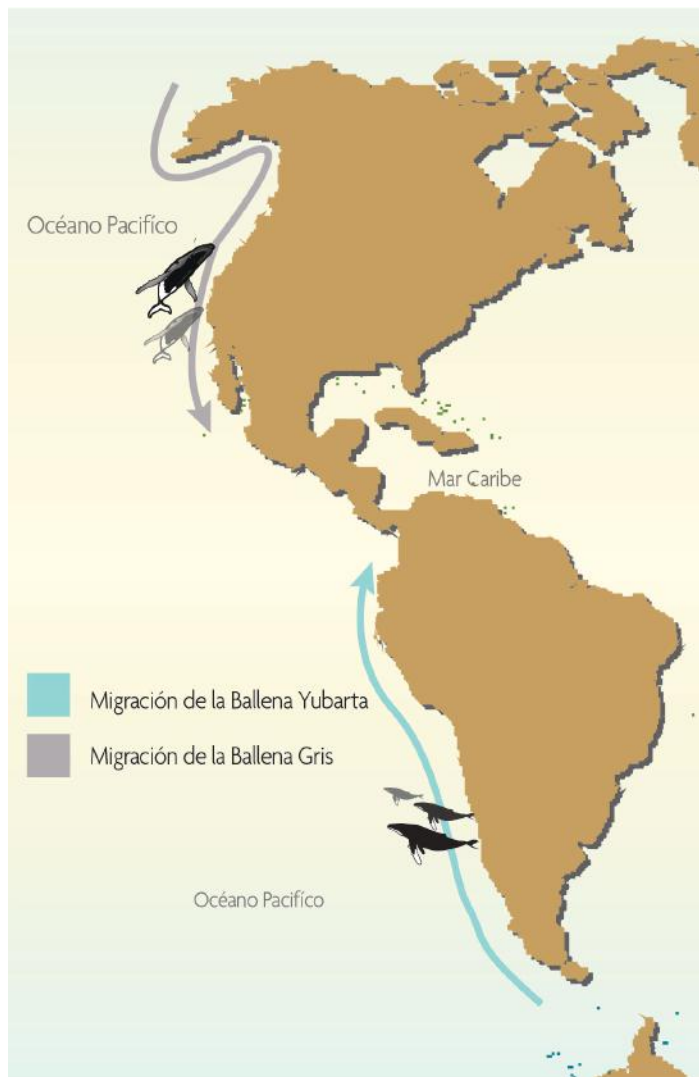 Océano Pacifíco
Mar Caribe
Migración de la Ballena Yubarta
Migración de la Ballena Gris
Océano Pacifíco